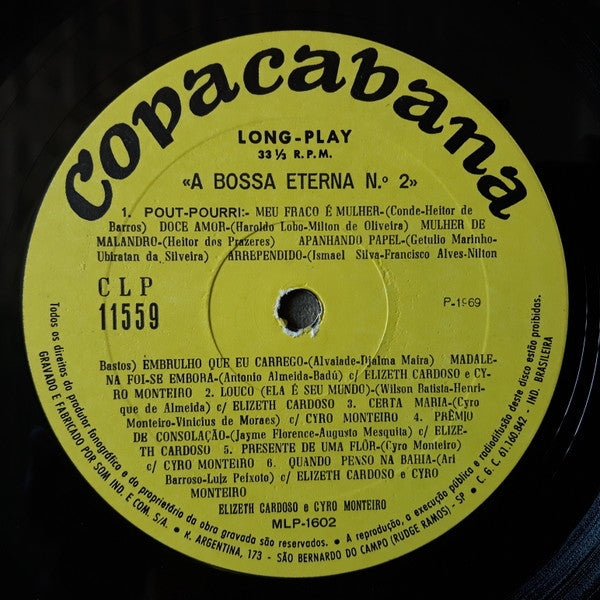 Copacabana
LONG-PLAY
33 ⅓ R.P.M.
«A BOSSA ETERNA N.º 2»
1. POUT-POURRI:- MEU FRACO É MULHER-(Conde-Heitor de
Barros) DOCE AMOR-(Haroldo Lobo-Milton de Oliveira) MULHER DE
MALANDRO-(Heitor dos Prazeres) APANHANDO PAPEL-(Getulio Marinho-
Ubiratan da Silveira) ARREPENDIDO-(Ismael Silva-Francisco Alves-Nilton
CLP
11559
P-1969
Bastos) EMBRULHO QUE EU CARREGO-(Alvaiade-Djalma Maira) MADALE-
NA FOI-SE EMBORA-(Antonio Almeida-Badú) c/ ELIZETH CARDOSO e CY-
RO MONTEIRO 2. LOUCO (ELA É SEU MUNDO)-(Wilson Batista-Henri-
que de Almeida) c/ ELIZETH CARDOSO 3. CERTA MARIA-(Cyro
Monteiro-Vinicius de Moraes) c/ CYRO MONTEIRO 4. PRÊMIO
DE CONSOLAÇÃO-(Jayme Florence-Augusto Mesquita) c/ ELIZE-
TH CARDOSO 5. PRESENTE DE UMA FLÔR-(Cyro Monteiro)
c/ CYRO MONTEIRO 6. QUANDO PENSO NA BAHIA-(Ari
Barroso-Luiz Peixoto) c/ ELIZETH CARDOSO e CYRO
MONTEIRO
ELIZETH CARDOSO e CYRO MONTEIRO
MLP-1602
Todos os direitos do produtor fonográfico e do proprietário da obra gravada são reservados. • A reprodução, a execução pública e radiodifusão deste disco estão proibidas.
GRAVADO E FABRICADO POR SOM IND. E COM. S/A. • R. ARGENTINA, 173 - SÃO BERNARDO DO CAMPO (RUDGE RAMOS) - SP • C. G. C. 61.160.842 - IND. BRASILEIRA